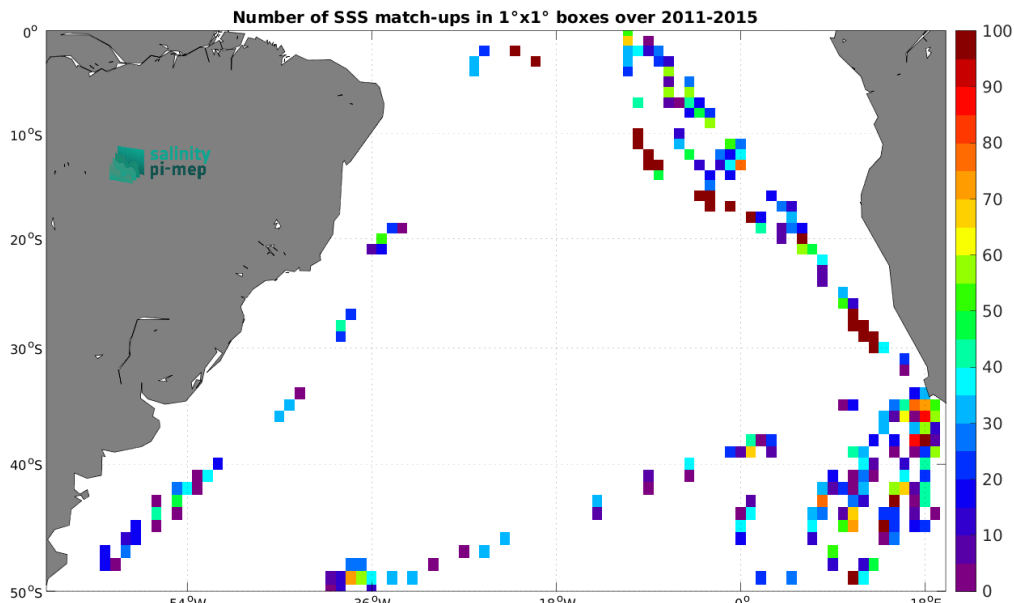 Number of SSS match-ups in 1°x1° boxes over 2011-2015
0°
10°S
20°S
30°S
40°S
50°S
54°W
36°W
18°W
0°
18°E
salinity
pi-mep
100
90
80
70
60
50
40
30
20
10
0